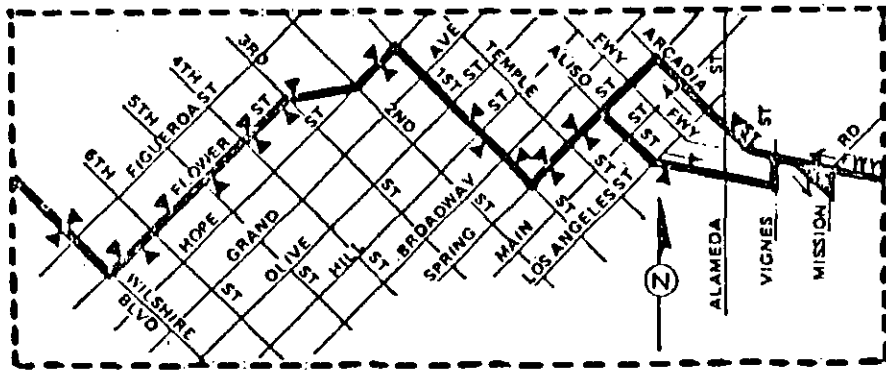 6TH
5TH
4TH
3RD
ST
FIGUEROA ST
FLOWER
ST
HOPE
ST
GRAND
ST
OLIVE
ST
HILL
ST
BROADWAY
SPRING
ST
MAIN
ST
LOS ANGELES ST
WILSHIRE
BLVD
2ND
ST
1ST
ST
AVE
TEMPLE
ST
ALISO
ST
FWY
FWY
ARCADIA
ST
ST
ST
RD
ALAMEDA
VIGNES
MISSION
N